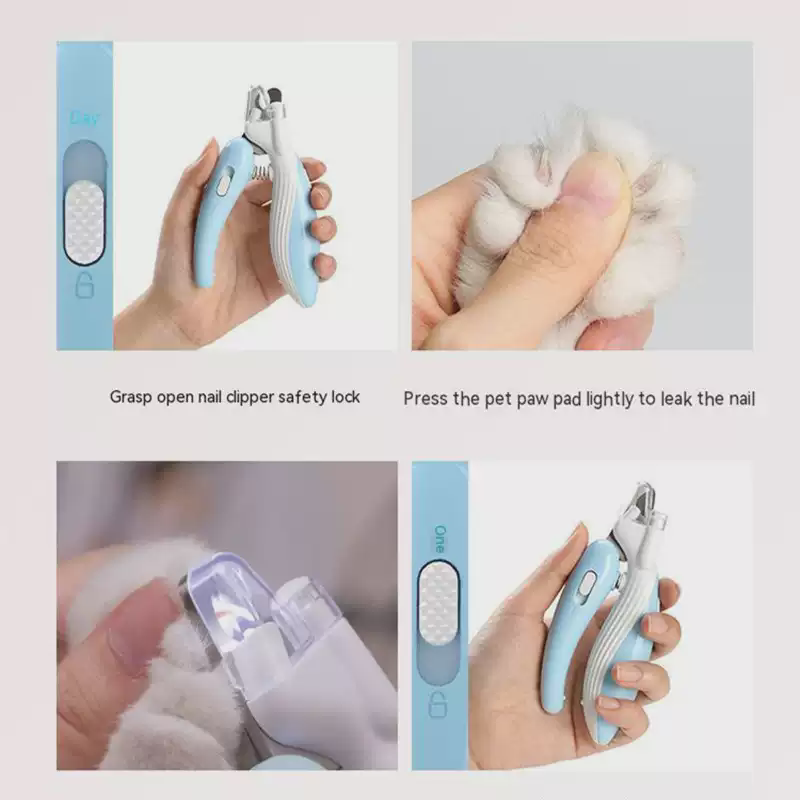 Day
Grasp open nail clipper safety lock
Press the pet paw pad lightly to leak the nail
One